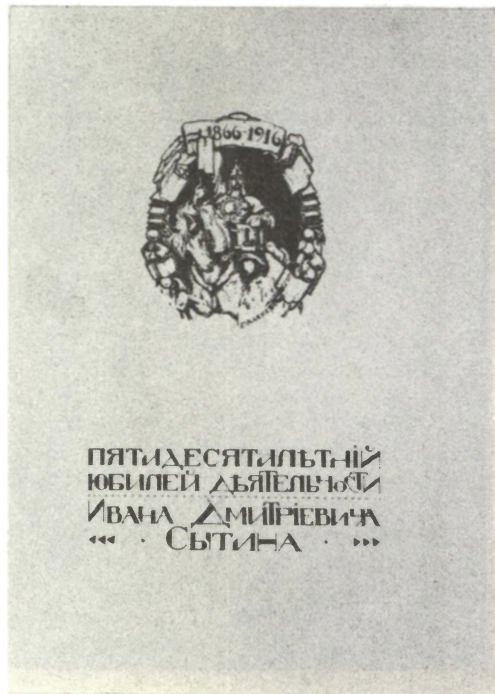 1866-1916
ПЯТИДЕСЯТИЛѢТНІЙ
ЮБИЛЕЙ ДѢЯТЕЛЬНОСТИ
ИВАНА ДМИТРІЕВИЧА
СЫТИНА